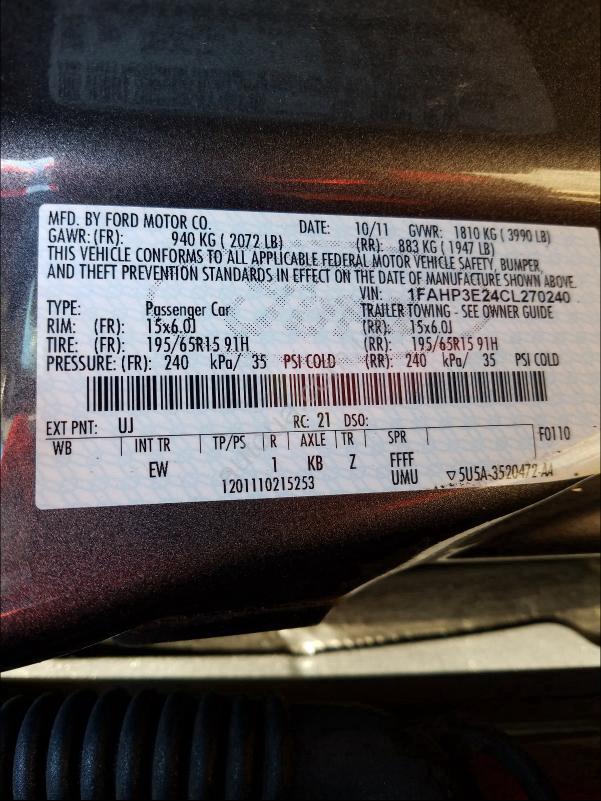 MFD. BY FORD MOTOR CO. DATE: 10/11 GVWR: 1810 KG ( 3990 LB)
GAWR: (FR): 940 KG ( 2072 LB) (RR): 883 KG ( 1947 LB)
THIS VEHICLE CONFORMS TO ALL APPLICABLE FEDERAL MOTOR VEHICLE SAFETY, BUMPER,
AND THEFT PREVENTION STANDARDS IN EFFECT ON THE DATE OF MANUFACTURE SHOWN ABOVE.
VIN: 1FAHP3E24CL270240
TYPE: Passenger Car TRAILER TOWING - SEE OWNER GUIDE
RIM: (FR): 15x6.0J (RR): 15x6.0J
TIRE: (FR): 195/65R15 91H (RR): 195/65R15 91H
PRESSURE: (FR): 240 kPa/ 35 PSI COLD (RR): 240 kPa/ 35 PSI COLD
EXT PNT: UJ RC: 21 DSO:
WB INT TR TP/PS R AXLE TR SPR F0110
EW 1 KB Z FFFF
1201110215253 UMU ▽5U5A-3520472-AA